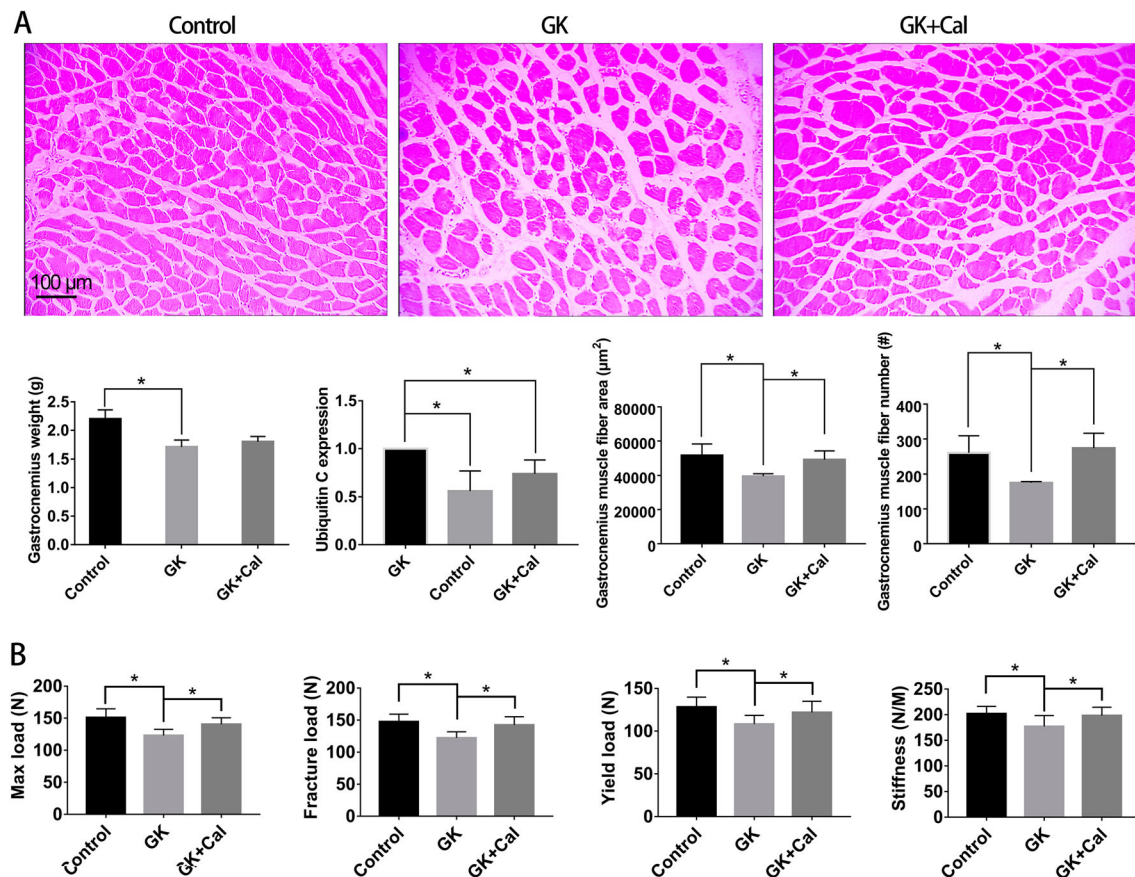 A
Control
GK
GK+Cal
100 μm
Gastrocnemius weight (g)
2.5
2.0
1.5
1.0
0.5
0.0
*
Control
GK
GK+Cal
Ubiquitin C expression
1.5
1.0
0.5
0.0
*
*
GK
Control
GK+Cal
Gastrocnemius muscle fiber area (μm²)
80000
60000
40000
20000
0
*
*
Control
GK
GK+Cal
Gastrocnemius muscle fiber number (#)
400
300
200
100
0
*
*
Control
GK
GK+Cal
B
Max load (N)
200
150
100
50
0
*
*
Control
GK
GK+Cal
Fracture load (N)
200
150
100
50
0
*
*
Control
GK
GK+Cal
Yield load (N)
150
100
50
0
*
*
Control
GK
GK+Cal
Stiffness (N/M)
250
200
150
100
50
0
*
*
Control
GK
GK+Cal